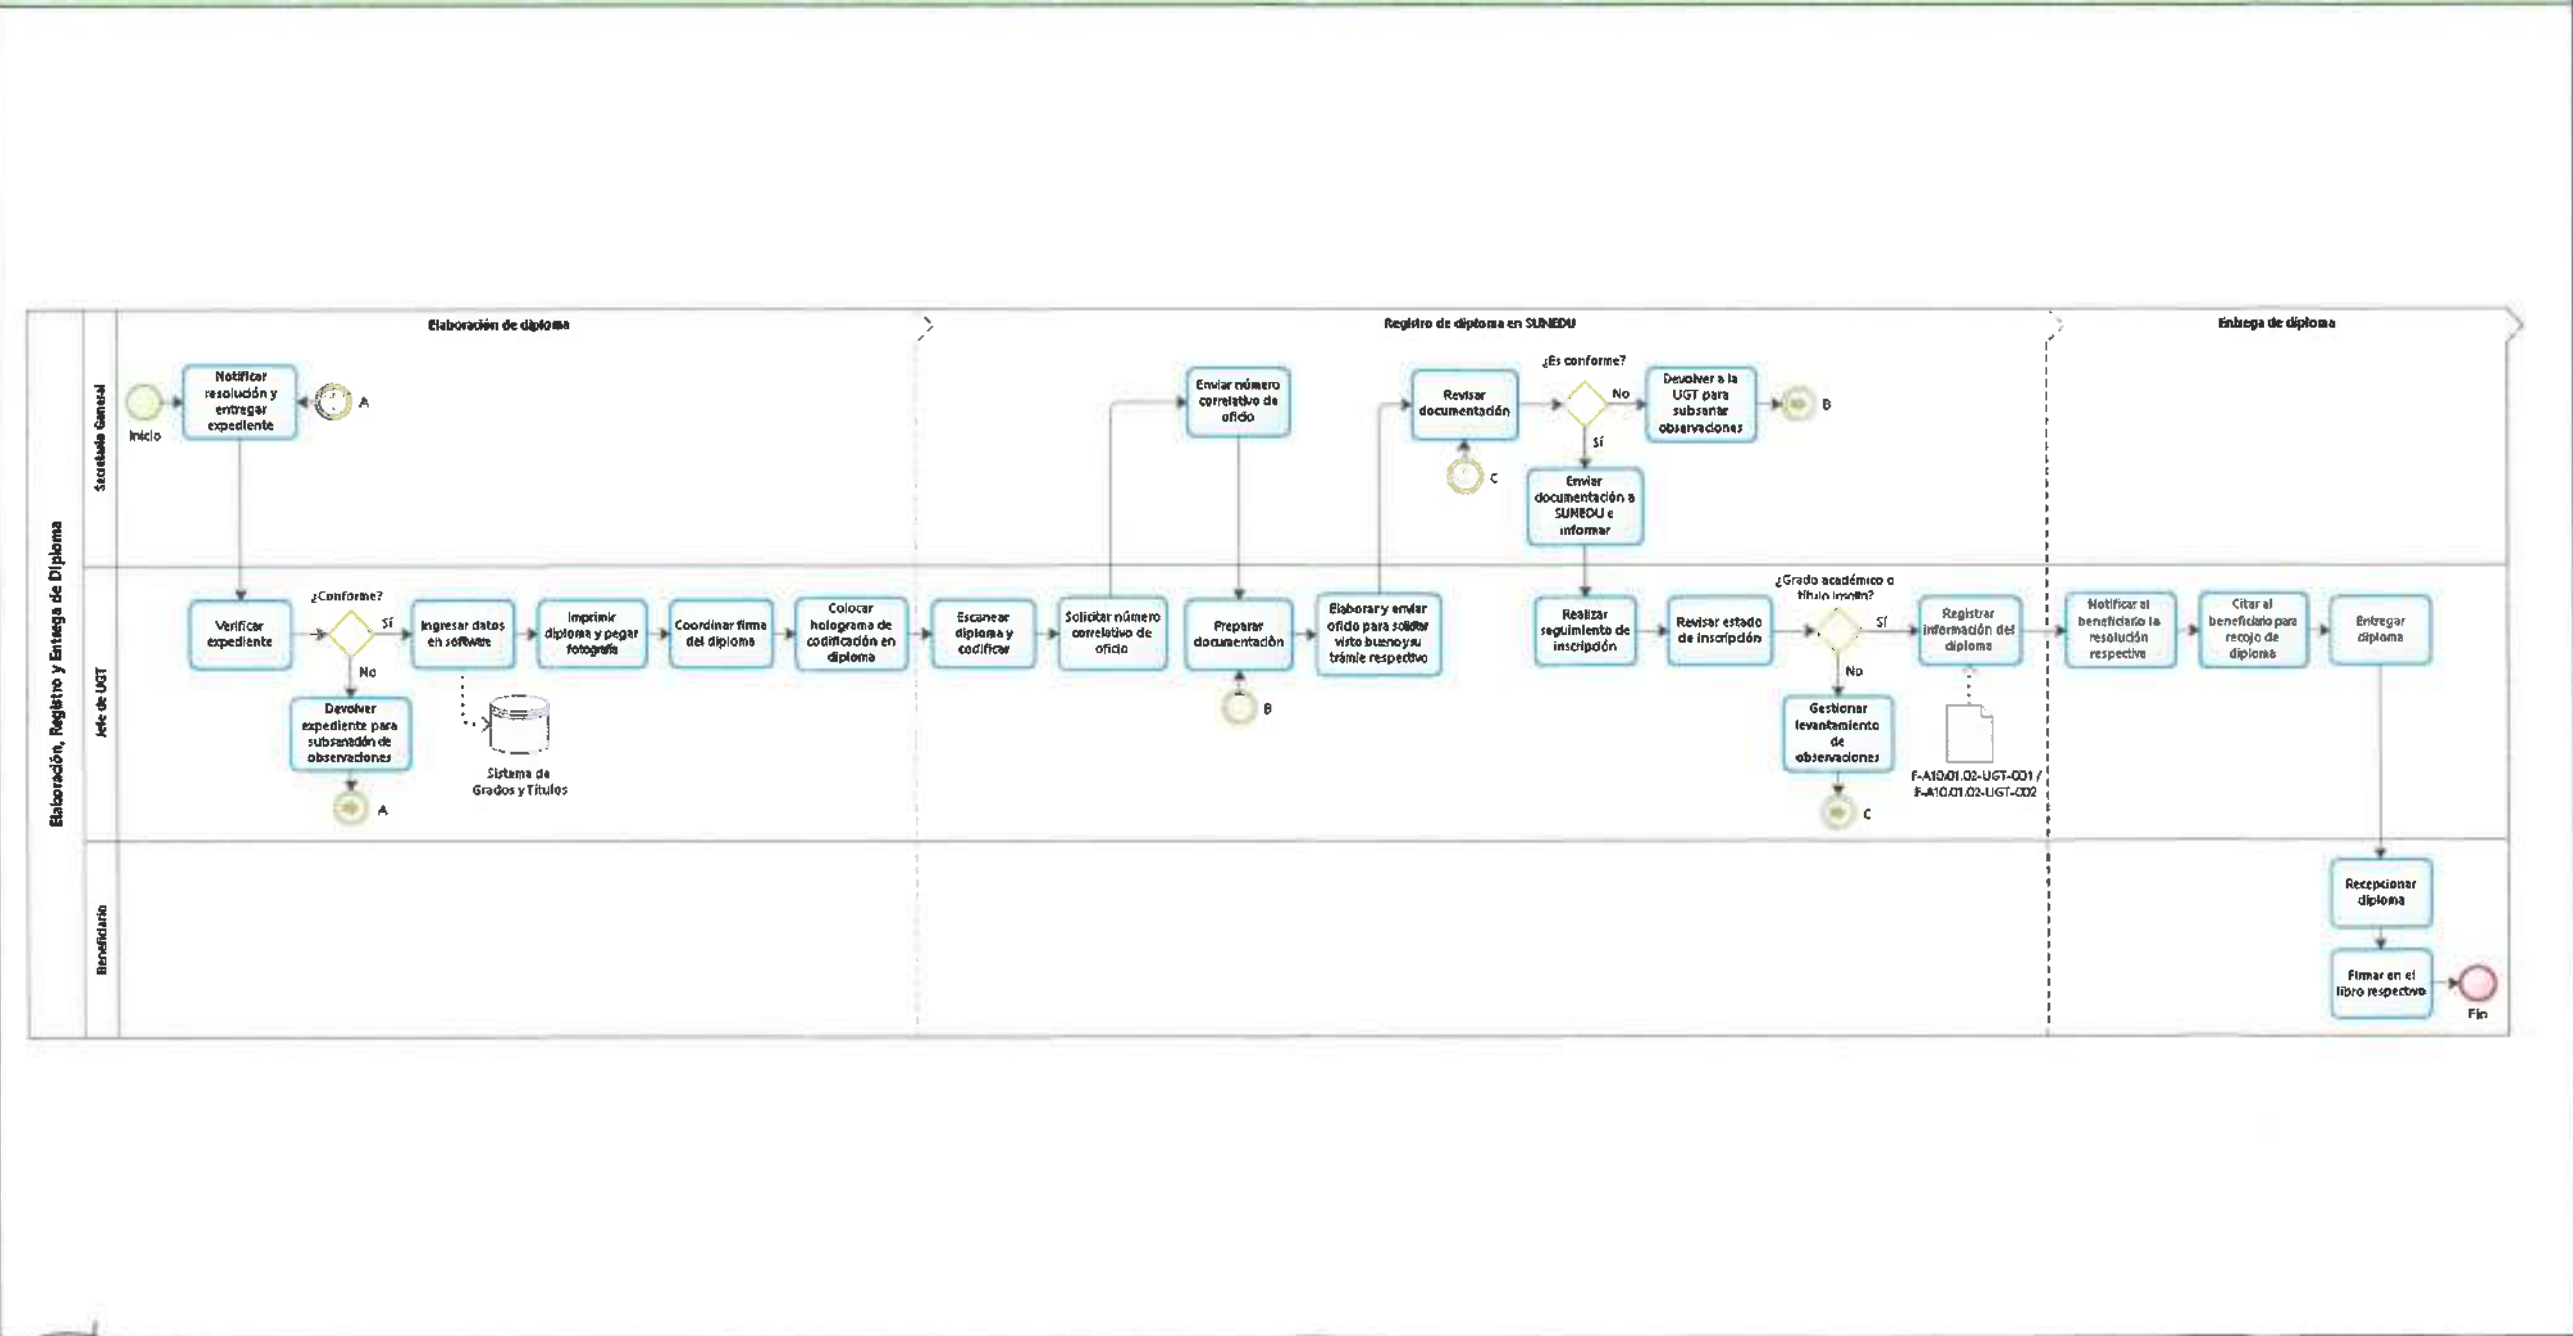 Elaboración, Registro y Entrega de Diploma
Elaboración de diploma
Registro de diploma en SUNEDU
Entrega de diploma
Secretaría General
Inicio
Notificar
resolución y
entregar
expediente
A
Enviar número
correlativo de
oficio
Revisar
documentación
C
¿Es conforme?
No
Sí
Devolver a la
UGT para
subsanar
observaciones
B
Enviar
documentación a
SUNEDU e
informar
Jefe de UGT
Verificar
expediente
¿Conforme?
Sí
No
Devolver
expediente para
subsanación de
observaciones
A
Ingresar datos
en software
Sistema de
Grados y Títulos
Imprimir
diploma y pegar
fotografía
Coordinar firma
del diploma
Colocar
holograma de
codificación en
diploma
Escanear
diploma y
codificar
Solicitar número
correlativo de
oficio
Preparar
documentación
B
Elaborar y enviar
oficio para solicitar
visto bueno y su
trámite respectivo
Realizar
seguimiento de
inscripción
Revisar estado
de inscripción
¿Grado académico o
título inscrito?
Sí
No
Gestionar
levantamiento
de
observaciones
C
Registrar
información del
diploma
F-A10.01.02-UGT-001 /
F-A10.01.02-UGT-002
Notificar al
beneficiario la
resolución
respectiva
Citar al
beneficiario para
recojo de
diploma
Entregar
diploma
Beneficiario
Recepcionar
diploma
Firmar en el
libro respectivo
Fin